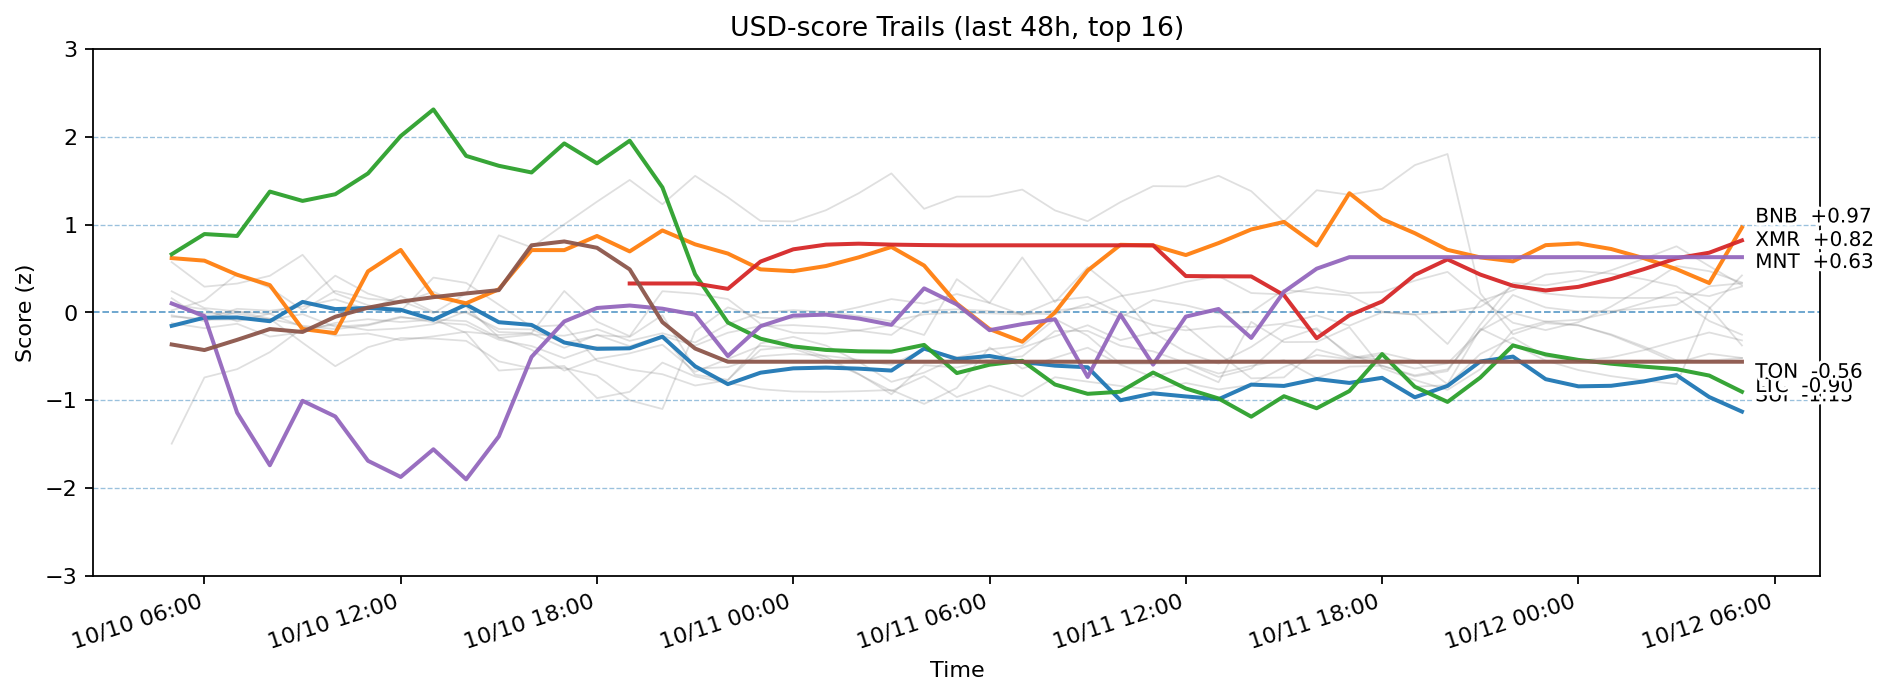 USD-score Trails (last 48h, top 16)
Score (z)
3
2
1
0
−1
−2
−3
BNB +0.97
XMR +0.82
MNT +0.63
TON -0.56
LTC -0.90
10/10 06:00
10/10 12:00
10/10 18:00
10/11 00:00
10/11 06:00
10/11 12:00
10/11 18:00
10/12 00:00
10/12 06:00
Time